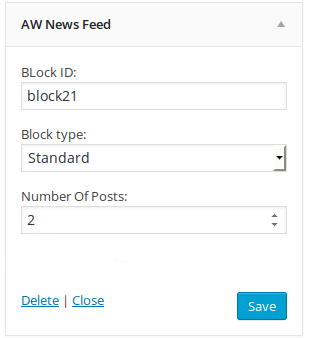 AW News Feed
BLock ID:
block21
Block type:
Standard
Number Of Posts:
2
Delete | Close
Save